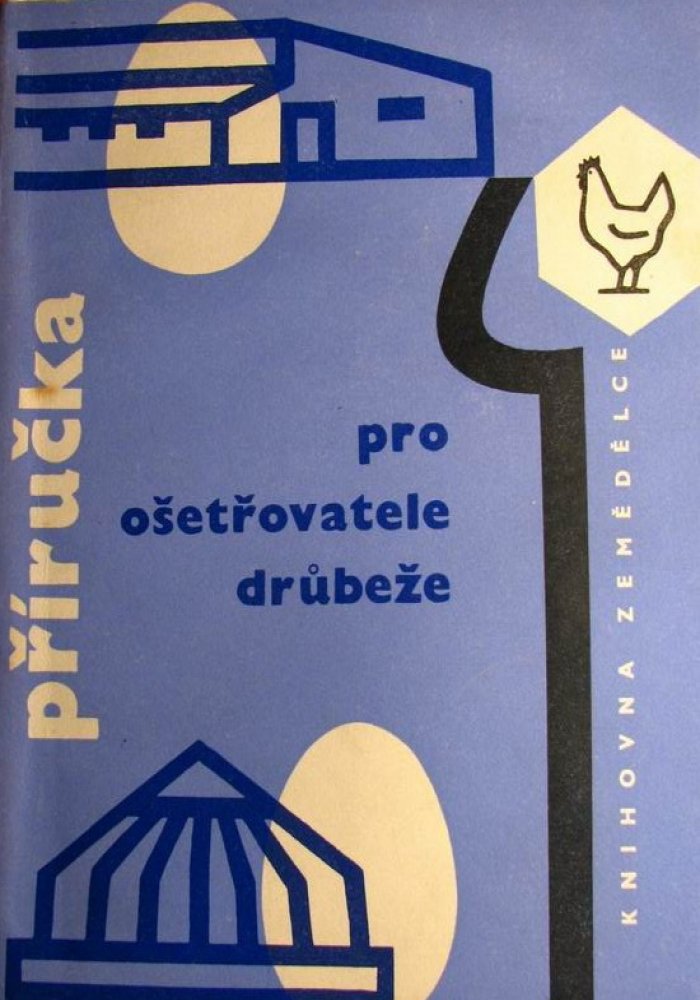 příručka
pro
ošetřovatele
drůbeže
KNIHOVNA ZEMĚDĚLCE